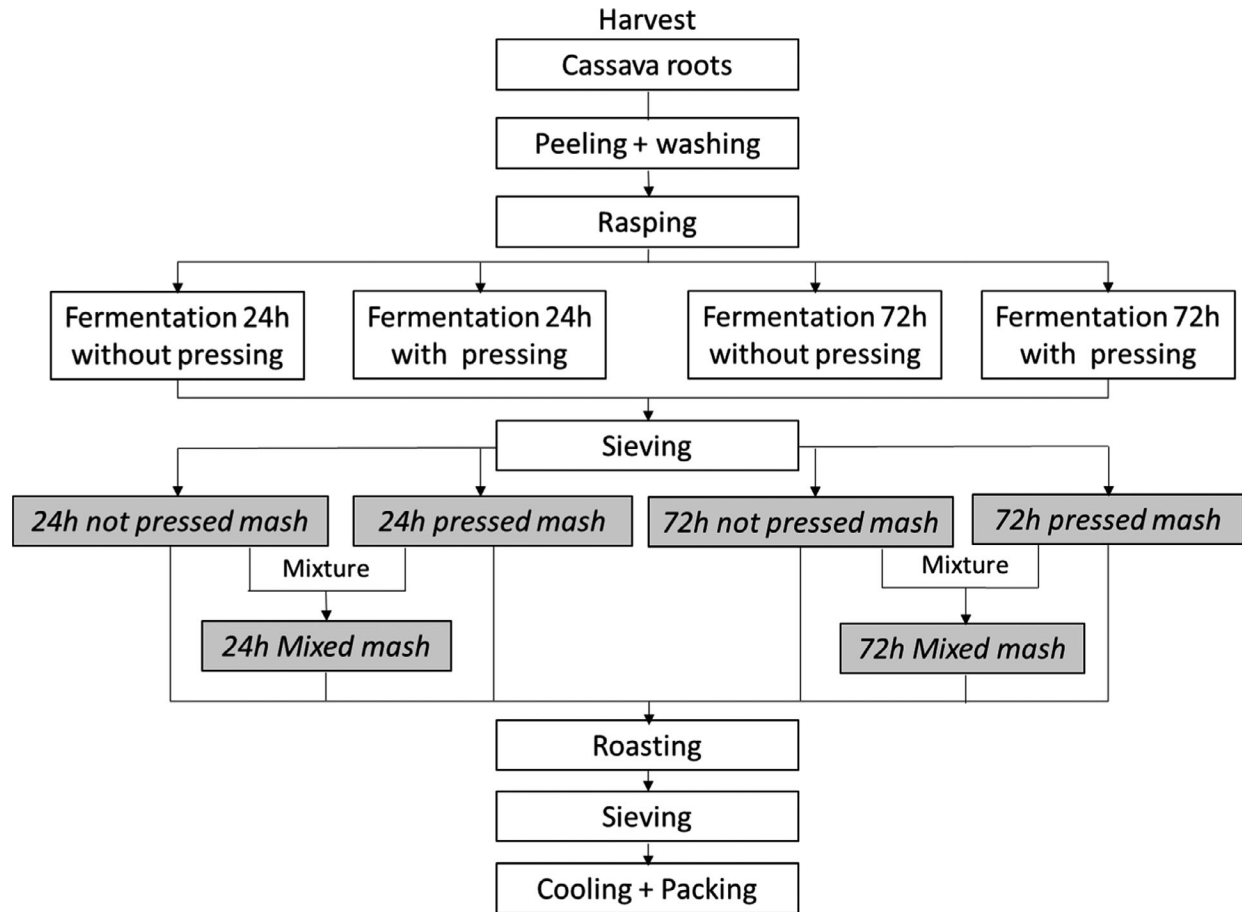 Harvest
Cassava roots
Peeling + washing
Rasping
Fermentation 24h
without pressing
Fermentation 24h
with pressing
Fermentation 72h
without pressing
Fermentation 72h
with pressing
Sieving
24h not pressed mash
24h pressed mash
72h not pressed mash
72h pressed mash
Mixture
Mixture
24h Mixed mash
72h Mixed mash
Roasting
Sieving
Cooling + Packing